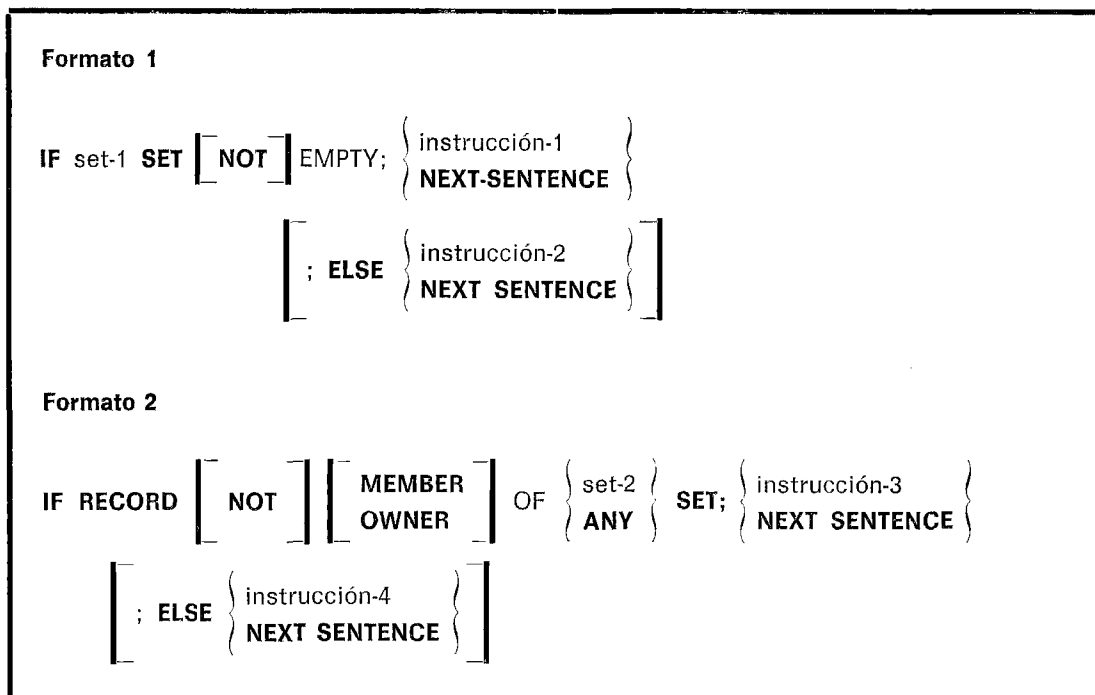 Formato 1
IF set-1 SET [NOT] EMPTY; { instrucción-1
NEXT-SENTENCE }
[ ; ELSE { instrucción-2
NEXT SENTENCE } ]
Formato 2
IF RECORD [ NOT ] [ MEMBER
OWNER ] OF { set-2
ANY } SET; { instrucción-3
NEXT SENTENCE }
[ ; ELSE { instrucción-4
NEXT SENTENCE } ]